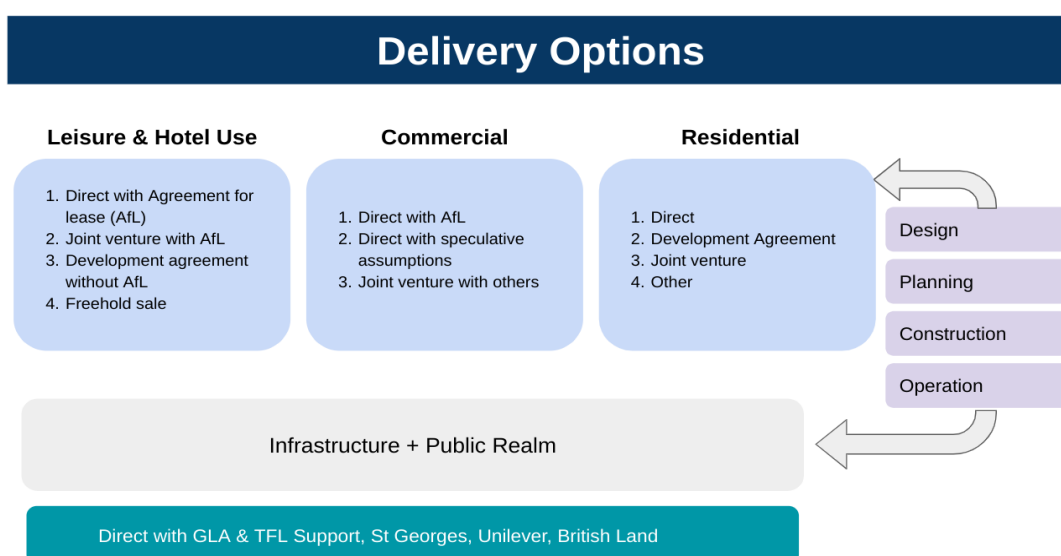 Delivery Options
Leisure & Hotel Use
1. Direct with Agreement for
lease (AfL)
2. Joint venture with AfL
3. Development agreement
without AfL
4. Freehold sale
Commercial
1. Direct with AfL
2. Direct with speculative
assumptions
3. Joint venture with others
Residential
1. Direct
2. Development Agreement
3. Joint venture
4. Other
Design
Planning
Construction
Operation
Infrastructure + Public Realm
Direct with GLA & TFL Support, St Georges, Unilever, British Land